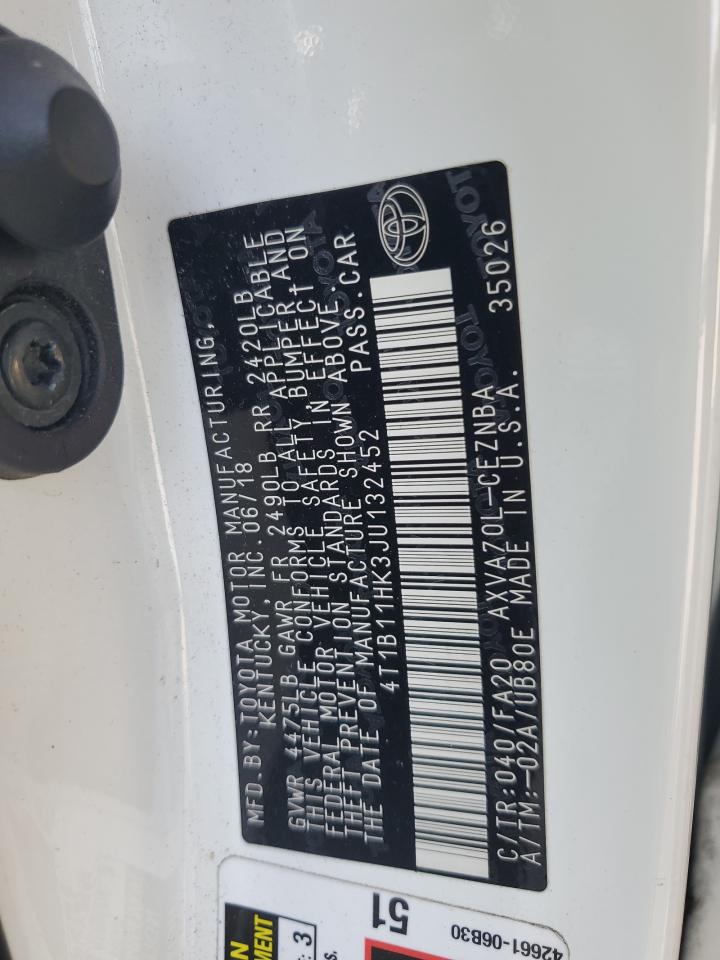 MFD.BY:TOYOTA MOTOR MANUFACTURING,
KENTUCKY, INC.06/18
GVWR 4475LB GAWR FR 2490LB RR 2420LB
THIS VEHICLE CONFORMS TO ALL APPLICABLE
FEDERAL MOTOR VEHICLE SAFETY BUMPER,AND
THEFT PREVENTION STANDARDS IN EFFECT ON
THE DATE OF MANUFACTURE SHOWN ABOVE.
4T1B11HK3JU132452 PASS.CAR
C/TR:040/FA20 AXVA70L-CEZNBA
A/TM:-02A/UB80E MADE IN U.S.A. 35026
51
42661-06B30
: 3